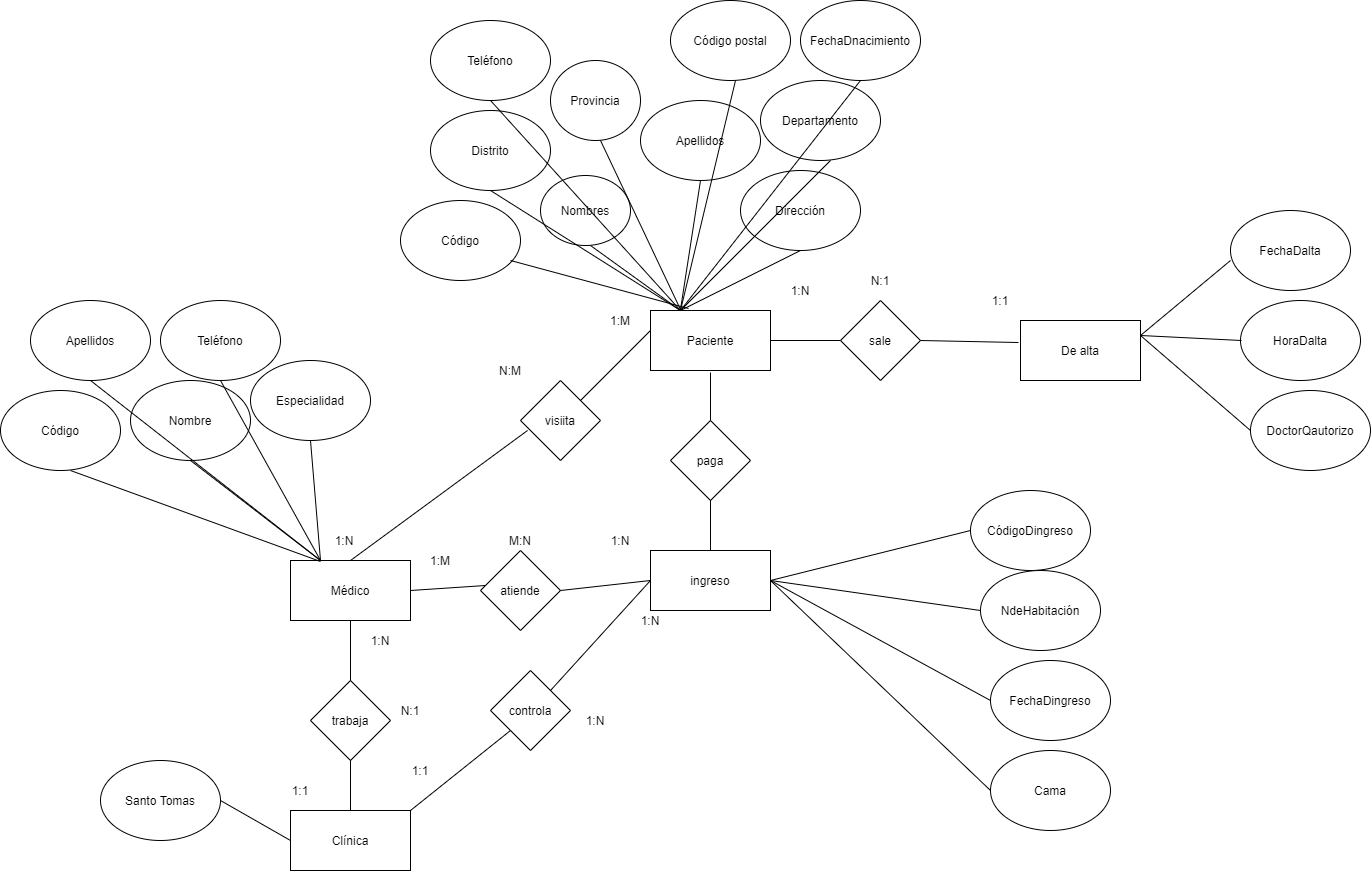 Código postal
FechaDnacimiento
Teléfono
Provincia
Departamento
Apellidos
Distrito
Nombres
Dirección
Código
FechaDalta
N:1
1:N
1:1
1:M
Paciente
sale
De alta
HoraDalta
Apellidos
Teléfono
N:M
Especialidad
Código
Nombre
visiita
DoctorQautorizo
paga
CódigoDingreso
1:N
M:N
1:N
1:M
Médico
atiende
ingreso
NdeHabitación
1:N
1:N
trabaja
N:1
controla
1:N
FechaDingreso
1:1
1:1
Cama
Santo Tomas
Clínica